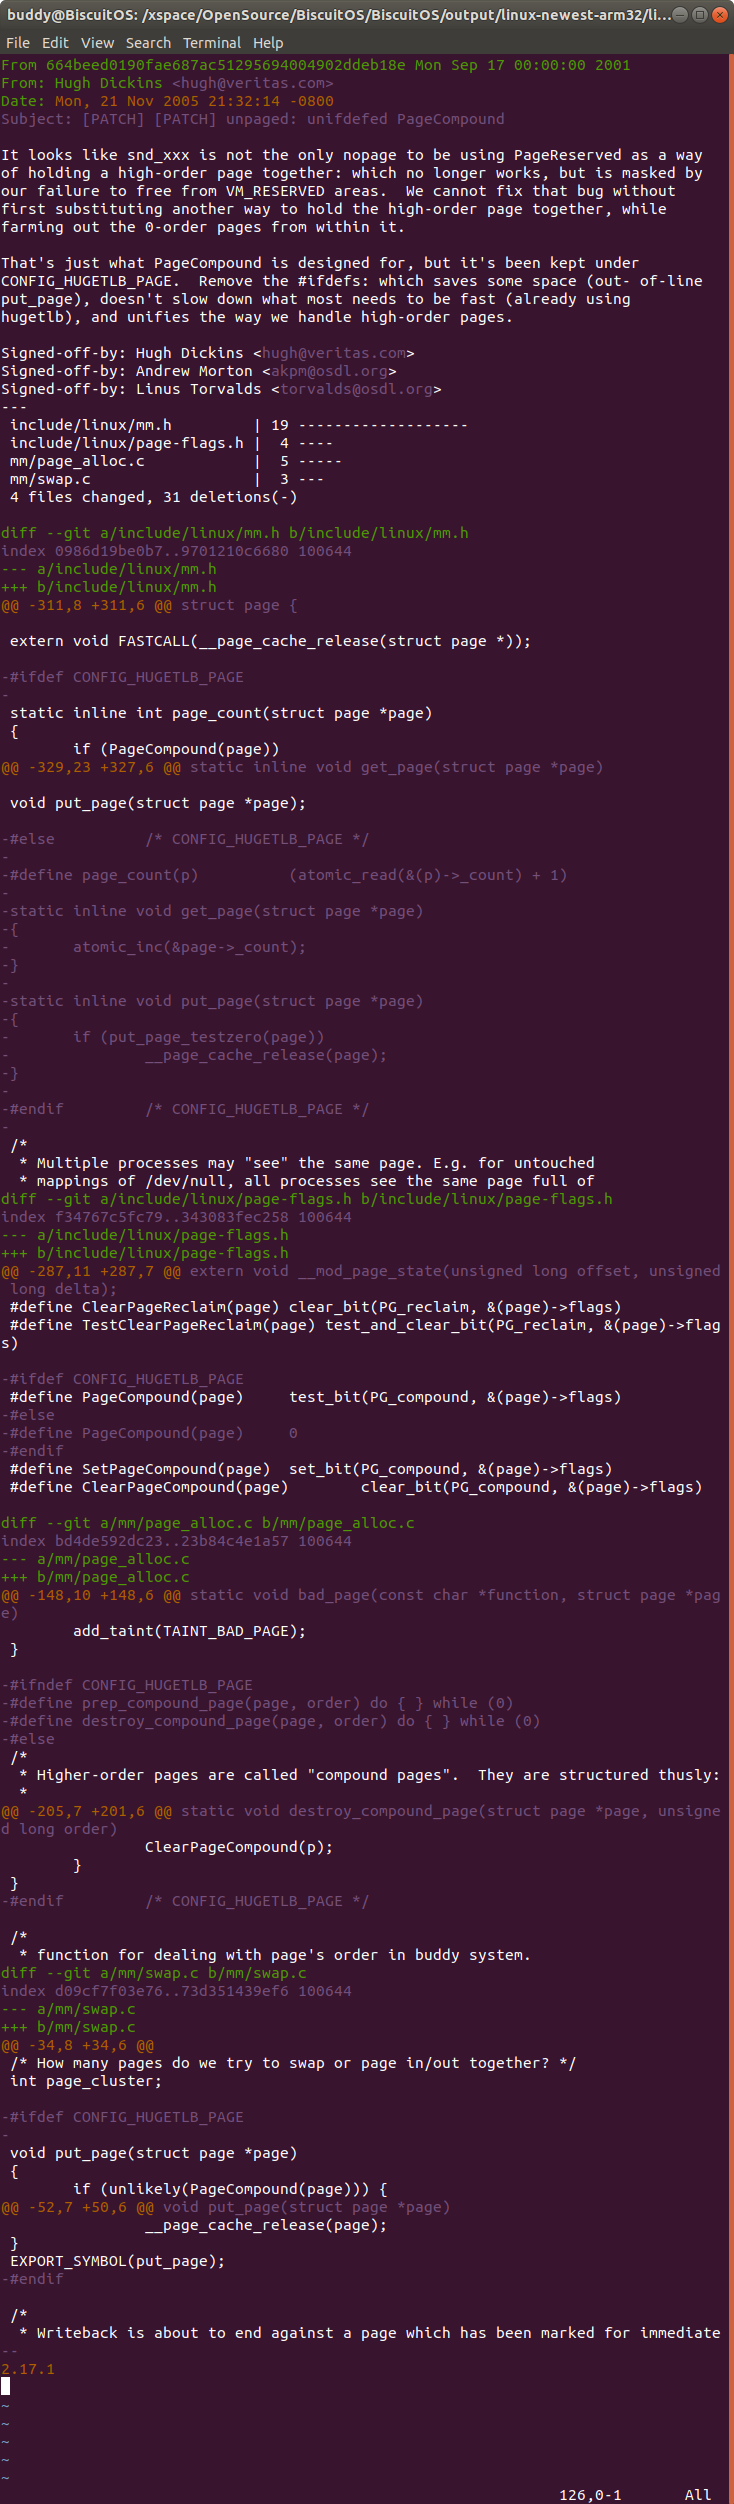 buddy@BiscuitOS: /xspace/OpenSource/BiscuitOS/BiscuitOS/output/linux-newest-arm32/li...
File Edit View Search Terminal Help
From 664beed0190fae687ac51295694004902ddeb18e Mon Sep 17 00:00:00 2001
From: Hugh Dickins <hugh@veritas.com>
Date: Mon, 21 Nov 2005 21:32:14 -0800
Subject: [PATCH] [PATCH] unpaged: unifdefed PageCompound

It looks like snd_xxx is not the only nopage to be using PageReserved as a way
of holding a high-order page together: which no longer works, but is masked by
our failure to free from VM_RESERVED areas.  We cannot fix that bug without
first substituting another way to hold the high-order page together, while
farming out the 0-order pages from within it.

That's just what PageCompound is designed for, but it's been kept under
CONFIG_HUGETLB_PAGE.  Remove the #ifdefs: which saves some space (out- of-line
put_page), doesn't slow down what most needs to be fast (already using
hugetlb), and unifies the way we handle high-order pages.

Signed-off-by: Hugh Dickins <hugh@veritas.com>
Signed-off-by: Andrew Morton <akpm@osdl.org>
Signed-off-by: Linus Torvalds <torvalds@osdl.org>
---
 include/linux/mm.h         | 19 -------------------
 include/linux/page-flags.h |  4 ----
 mm/page_alloc.c            |  5 -----
 mm/swap.c                  |  3 ---
 4 files changed, 31 deletions(-)

diff --git a/include/linux/mm.h b/include/linux/mm.h
index 0986d19be0b7..9701210c6680 100644
--- a/include/linux/mm.h
+++ b/include/linux/mm.h
@@ -311,8 +311,6 @@ struct page {

 extern void FASTCALL(__page_cache_release(struct page *));

-#ifdef CONFIG_HUGETLB_PAGE
-
 static inline int page_count(struct page *page)
 {
        if (PageCompound(page))
@@ -329,23 +327,6 @@ static inline void get_page(struct page *page)

 void put_page(struct page *page);

-#else          /* CONFIG_HUGETLB_PAGE */
-
-#define page_count(p)          (atomic_read(&(p)->_count) + 1)
-
-static inline void get_page(struct page *page)
-{
-       atomic_inc(&page->_count);
-}
-
-static inline void put_page(struct page *page)
-{
-       if (put_page_testzero(page))
-               __page_cache_release(page);
-}
-
-#endif         /* CONFIG_HUGETLB_PAGE */
-
 /*
  * Multiple processes may "see" the same page. E.g. for untouched
  * mappings of /dev/null, all processes see the same page full of
diff --git a/include/linux/page-flags.h b/include/linux/page-flags.h
index f34767c5fc79..343083fec258 100644
--- a/include/linux/page-flags.h
+++ b/include/linux/page-flags.h
@@ -287,11 +287,7 @@ extern void __mod_page_state(unsigned long offset, unsigned
 long delta);
 #define ClearPageReclaim(page) clear_bit(PG_reclaim, &(page)->flags)
 #define TestClearPageReclaim(page) test_and_clear_bit(PG_reclaim, &(page)->flag
s)

-#ifdef CONFIG_HUGETLB_PAGE
 #define PageCompound(page)     test_bit(PG_compound, &(page)->flags)
-#else
-#define PageCompound(page)     0
-#endif
 #define SetPageCompound(page)  set_bit(PG_compound, &(page)->flags)
 #define ClearPageCompound(page)        clear_bit(PG_compound, &(page)->flags)

diff --git a/mm/page_alloc.c b/mm/page_alloc.c
index bd4de592dc23..23b84c4e1a57 100644
--- a/mm/page_alloc.c
+++ b/mm/page_alloc.c
@@ -148,10 +148,6 @@ static void bad_page(const char *function, struct page *pag
e)
        add_taint(TAINT_BAD_PAGE);
 }

-#ifndef CONFIG_HUGETLB_PAGE
-#define prep_compound_page(page, order) do { } while (0)
-#define destroy_compound_page(page, order) do { } while (0)
-#else
 /*
  * Higher-order pages are called "compound pages".  They are structured thusly:
  *
@@ -205,7 +201,6 @@ static void destroy_compound_page(struct page *page, unsigne
d long order)
                ClearPageCompound(p);
        }
 }
-#endif         /* CONFIG_HUGETLB_PAGE */

 /*
  * function for dealing with page's order in buddy system.
diff --git a/mm/swap.c b/mm/swap.c
index d09cf7f03e76..73d351439ef6 100644
--- a/mm/swap.c
+++ b/mm/swap.c
@@ -34,8 +34,6 @@
 /* How many pages do we try to swap or page in/out together? */
 int page_cluster;

-#ifdef CONFIG_HUGETLB_PAGE
-
 void put_page(struct page *page)
 {
        if (unlikely(PageCompound(page))) {
@@ -52,7 +50,6 @@ void put_page(struct page *page)
                __page_cache_release(page);
 }
 EXPORT_SYMBOL(put_page);
-#endif

 /*
  * Writeback is about to end against a page which has been marked for immediate
--
2.17.1

~
~
~
~
~
126,0-1       All